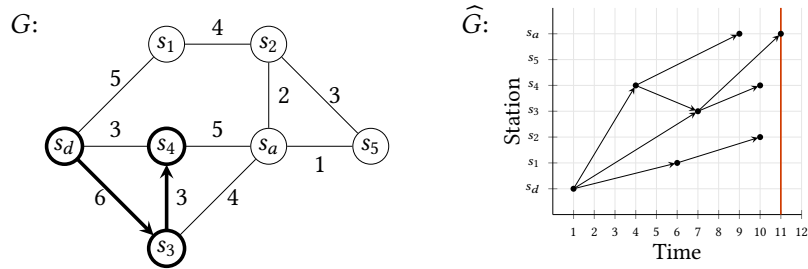 G:
s1
4
s2
5
2
3
sd
3
s4
5
sa
1
s5
6
3
4
s3
Ĝ:
Station
sa
s5
s4
s3
s2
s1
sd
1 2 3 4 5 6 7 8 9 10 11 12
Time